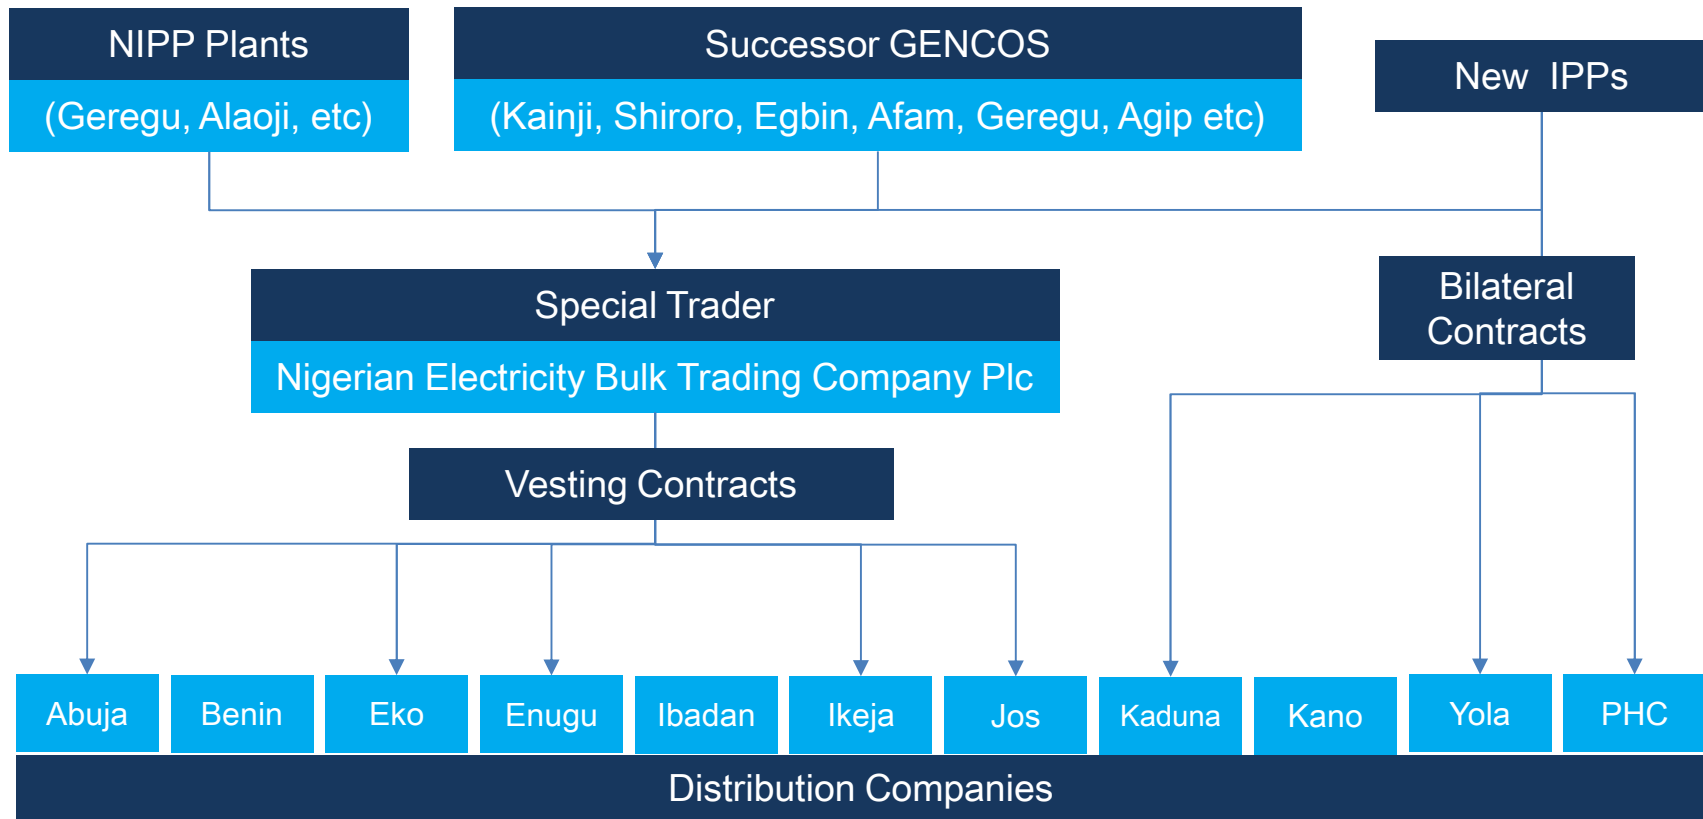 NIPP Plants
(Geregu, Alaoji, etc)
Successor GENCOS
(Kainji, Shiroro, Egbin, Afam, Geregu, Agip etc)
New IPPs
Special Trader
Nigerian Electricity Bulk Trading Company Plc
Bilateral
Contracts
Vesting Contracts
Abuja
Benin
Eko
Enugu
Ibadan
Ikeja
Jos
Kaduna
Kano
Yola
PHC
Distribution Companies